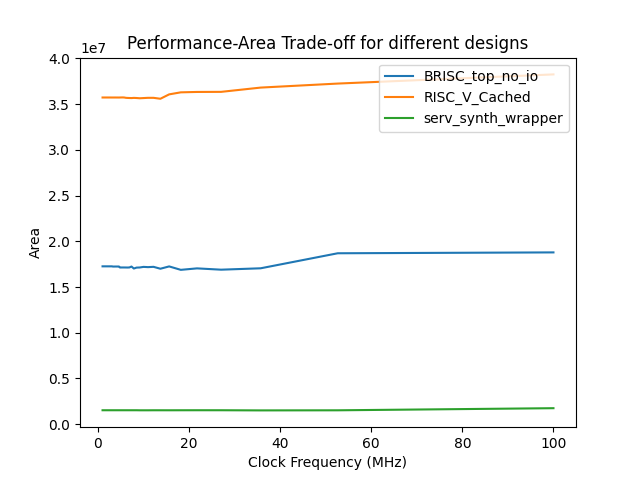 Performance-Area Trade-off for different designs
1e7
4.0
3.5
3.0
2.5
2.0
1.5
1.0
0.5
0.0
Area
BRISC_top_no_io
RISC_V_Cached
serv_synth_wrapper
0 20 40 60 80 100
Clock Frequency (MHz)